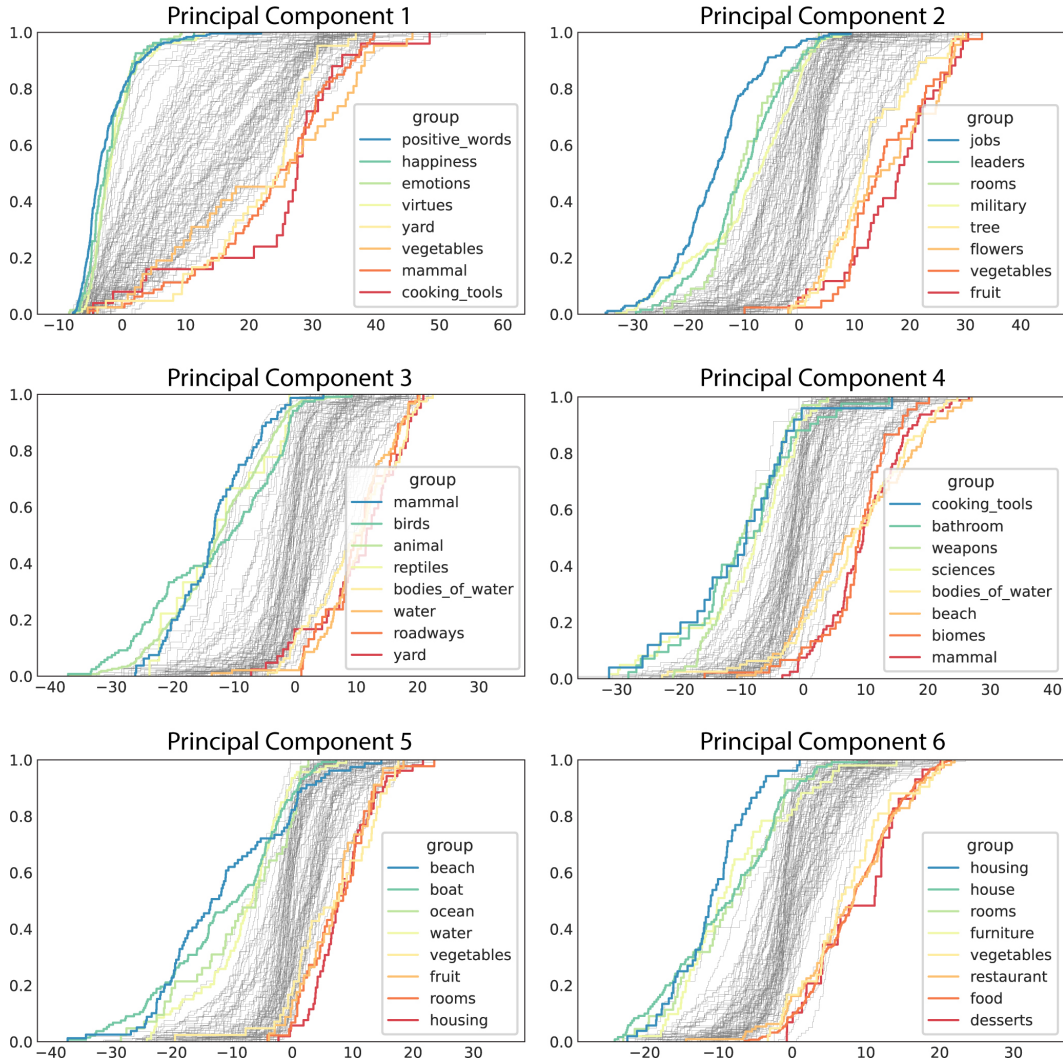 Principal Component 1
1.0
0.8
0.6
0.4
0.2
0.0
group
positive_words
happiness
emotions
virtues
yard
vegetables
mammal
cooking_tools
−10 0 10 20 30 40 50 60
Principal Component 2
1.0
0.8
0.6
0.4
0.2
0.0
group
jobs
leaders
rooms
military
tree
flowers
vegetables
fruit
−30 −20 −10 0 10 20 30 40
Principal Component 3
1.0
0.8
0.6
0.4
0.2
0.0
group
mammal
birds
animal
reptiles
bodies_of_water
water
roadways
yard
−40 −30 −20 −10 0 10 20 30
Principal Component 4
1.0
0.8
0.6
0.4
0.2
0.0
group
cooking_tools
bathroom
weapons
sciences
bodies_of_water
beach
biomes
mammal
−30 −20 −10 0 10 20 30 40
Principal Component 5
1.0
0.8
0.6
0.4
0.2
0.0
group
beach
boat
ocean
water
vegetables
fruit
rooms
housing
−40 −30 −20 −10 0 10 20 30
Principal Component 6
1.0
0.8
0.6
0.4
0.2
0.0
group
housing
house
rooms
furniture
vegetables
restaurant
food
desserts
−20 −10 0 10 20 30